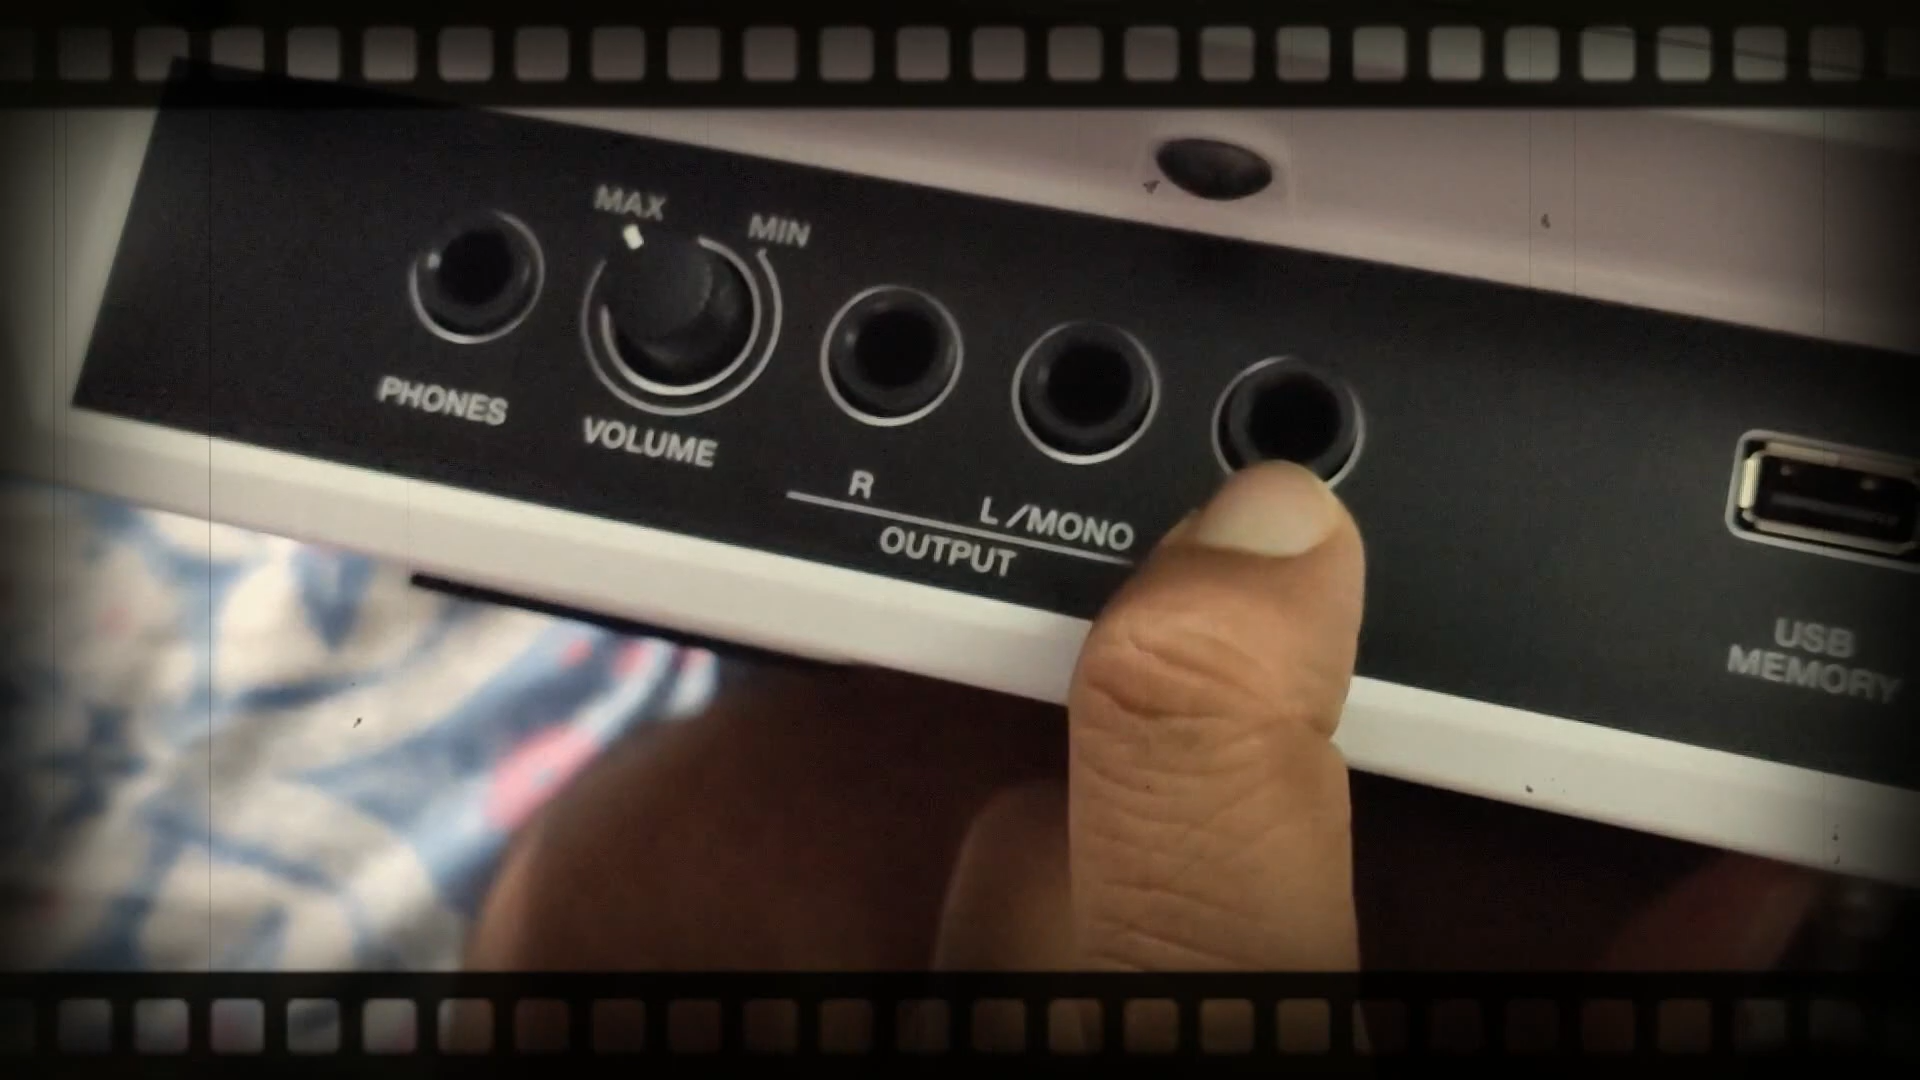 MAX
MIN
PHONES
VOLUME
R
L/MONO
OUTPUT
USB
MEMORY